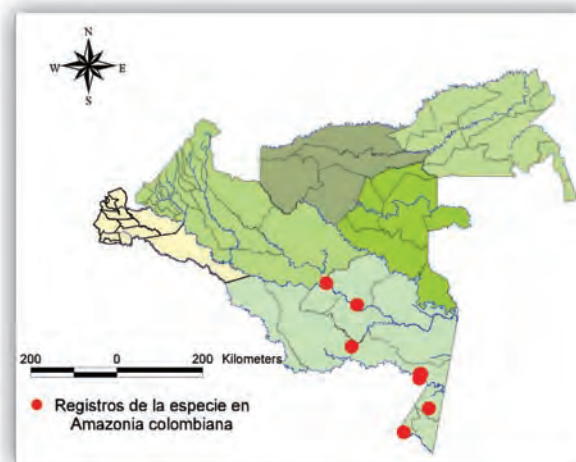 N
W E
S
200 0 200 Kilometers
Registros de la especie en
Amazonia colombiana